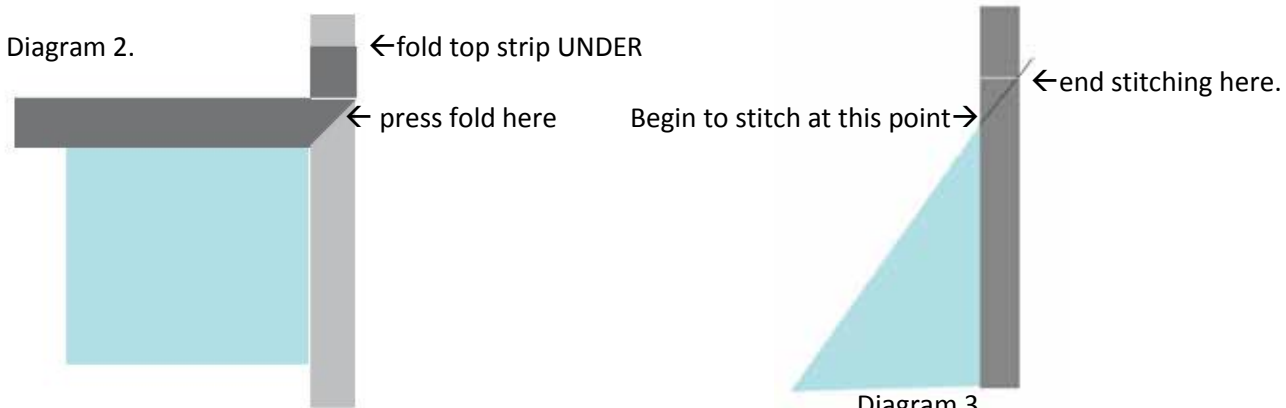 Diagram 2.
←fold top strip UNDER
← press fold here
Begin to stitch at this point→
←end stitching here.
Diagram 3